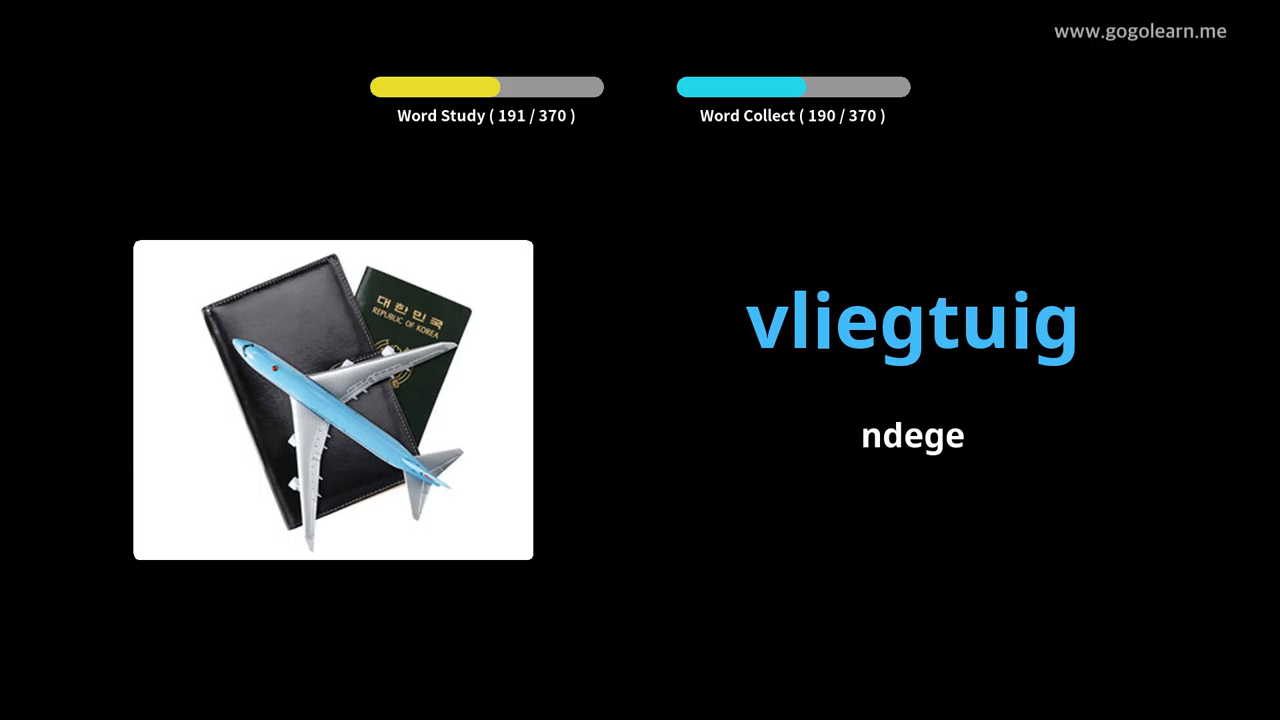 www.gogolearn.me
Word Study ( 191 / 370 )
Word Collect ( 190 / 370 )
대한민국
REPUBLIC OF KOREA
vliegtuig
ndege